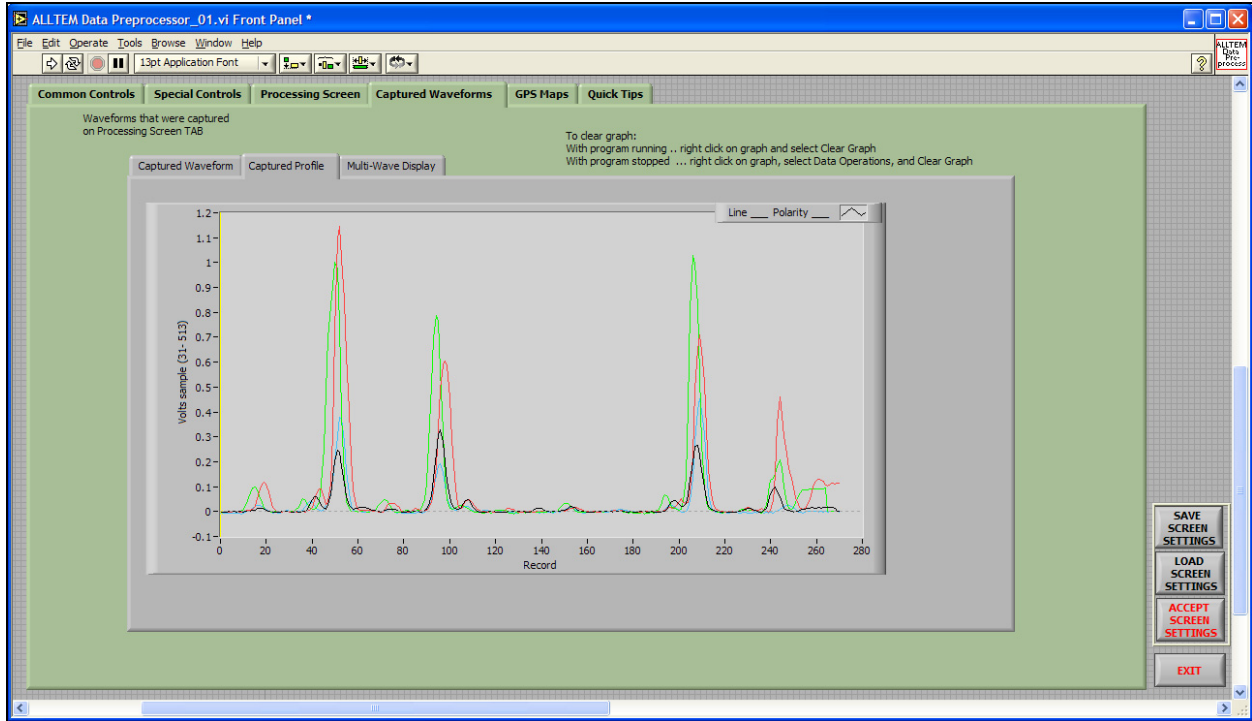 ALLTEM Data Preprocessor_01.vi Front Panel *
File Edit Operate Tools Browse Window Help
13pt Application Font
ALLTEM
Data
Pre-
process
Common Controls Special Controls Processing Screen Captured Waveforms GPS Maps Quick Tips
Waveforms that were captured
on Processing Screen TAB
To clear graph:
With program running .. right click on graph and select Clear Graph
With program stopped ... right click on graph, select Data Operations, and Clear Graph
Captured Waveform Captured Profile Multi-Wave Display
Line ___ Polarity ___
Volts sample (31- 513)
1.2
1.1
1
0.9
0.8
0.7
0.6
0.5
0.4
0.3
0.2
0.1
0
-0.1
0 20 40 60 80 100 120 140 160 180 200 220 240 260 280
Record
SAVE
SCREEN
SETTINGS
LOAD
SCREEN
SETTINGS
ACCEPT
SCREEN
SETTINGS
EXIT